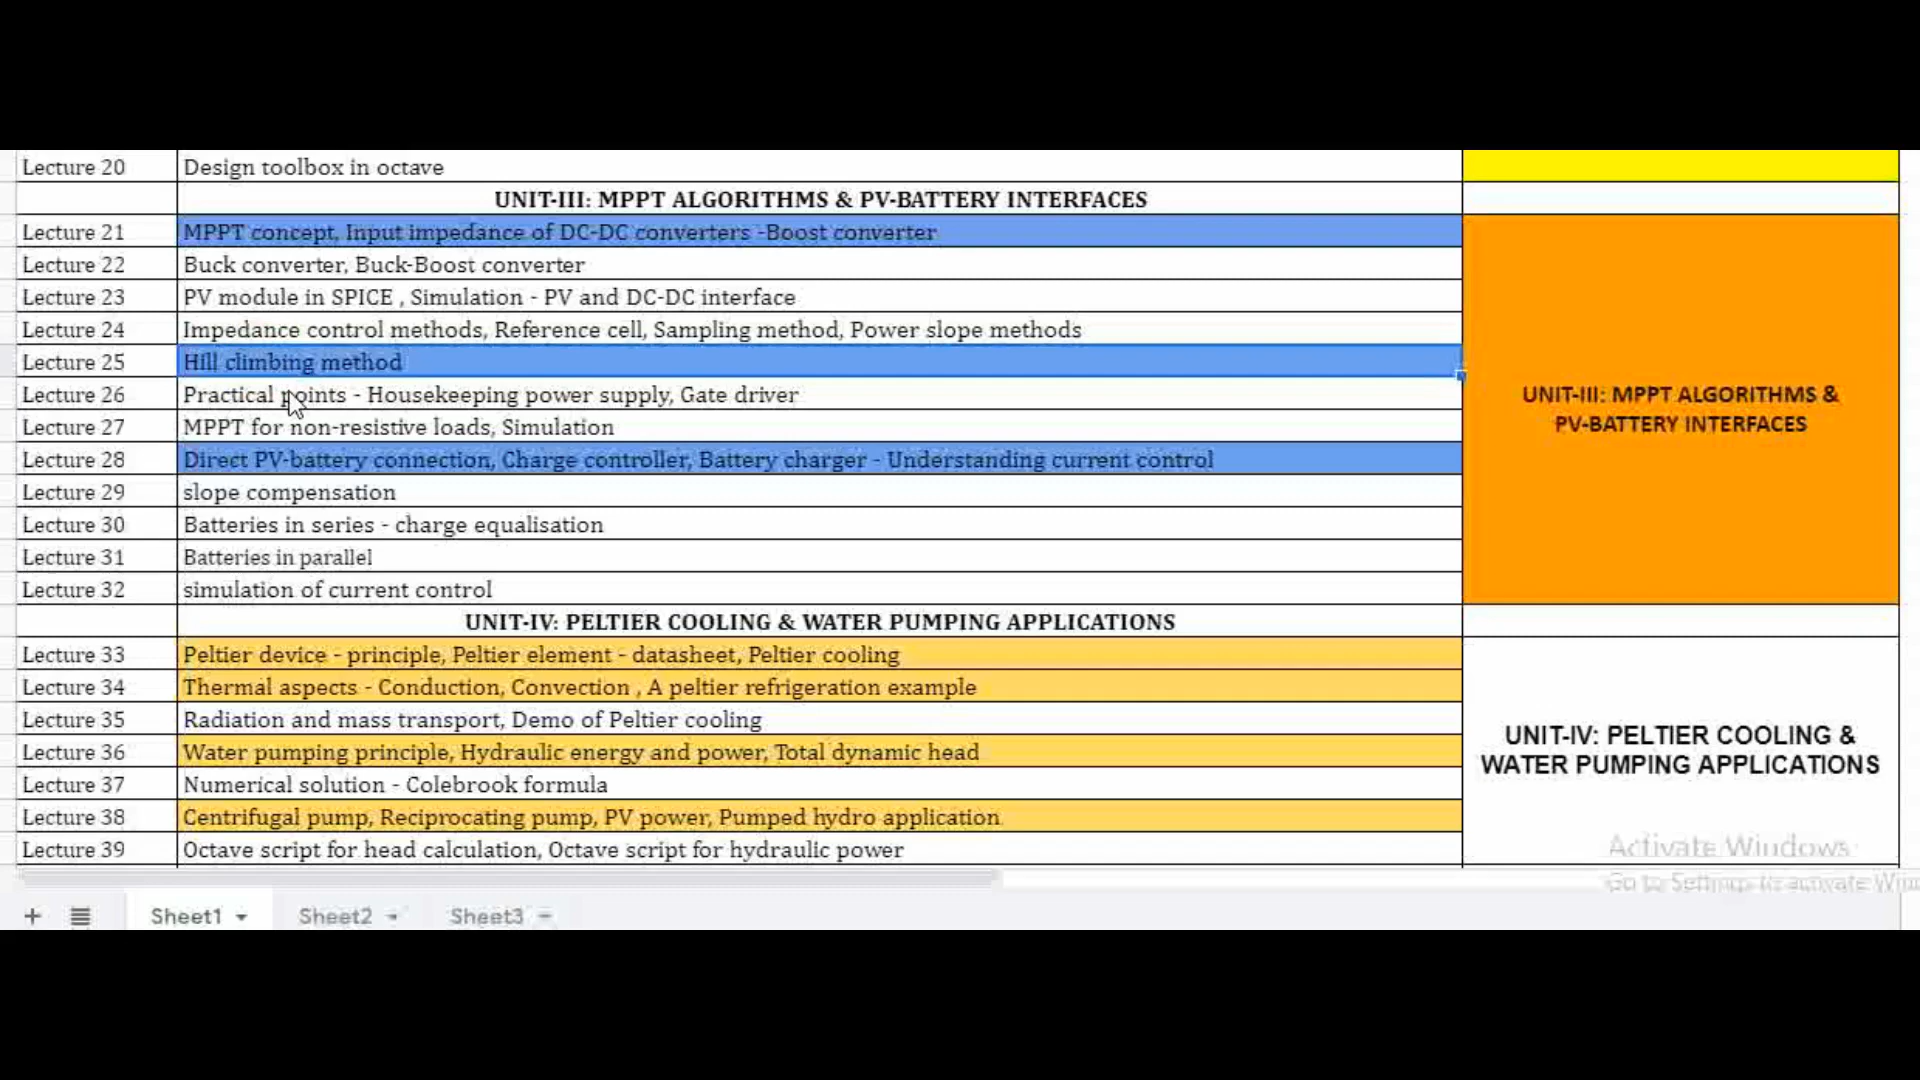 Lecture 20 Design toolbox in octave
UNIT-III: MPPT ALGORITHMS & PV-BATTERY INTERFACES
Lecture 21 MPPT concept, Input impedance of DC-DC converters -Boost converter
Lecture 22 Buck converter, Buck-Boost converter
Lecture 23 PV module in SPICE , Simulation - PV and DC-DC interface
Lecture 24 Impedance control methods, Reference cell, Sampling method, Power slope methods
Lecture 25 Hill climbing method
Lecture 26 Practical points - Housekeeping power supply, Gate driver
Lecture 27 MPPT for non-resistive loads, Simulation
Lecture 28 Direct PV-battery connection, Charge controller, Battery charger - Understanding current control
Lecture 29 slope compensation
Lecture 30 Batteries in series - charge equalisation
Lecture 31 Batteries in parallel
Lecture 32 simulation of current control
UNIT-III: MPPT ALGORITHMS &
PV-BATTERY INTERFACES
UNIT-IV: PELTIER COOLING & WATER PUMPING APPLICATIONS
Lecture 33 Peltier device - principle, Peltier element - datasheet, Peltier cooling
Lecture 34 Thermal aspects - Conduction, Convection , A peltier refrigeration example
Lecture 35 Radiation and mass transport, Demo of Peltier cooling
Lecture 36 Water pumping principle, Hydraulic energy and power, Total dynamic head
Lecture 37 Numerical solution - Colebrook formula
Lecture 38 Centrifugal pump, Reciprocating pump, PV power, Pumped hydro application
Lecture 39 Octave script for head calculation, Octave script for hydraulic power
UNIT-IV: PELTIER COOLING &
WATER PUMPING APPLICATIONS
Activate Windows
Go to Settings to activate Win
Sheet1 Sheet2 Sheet3